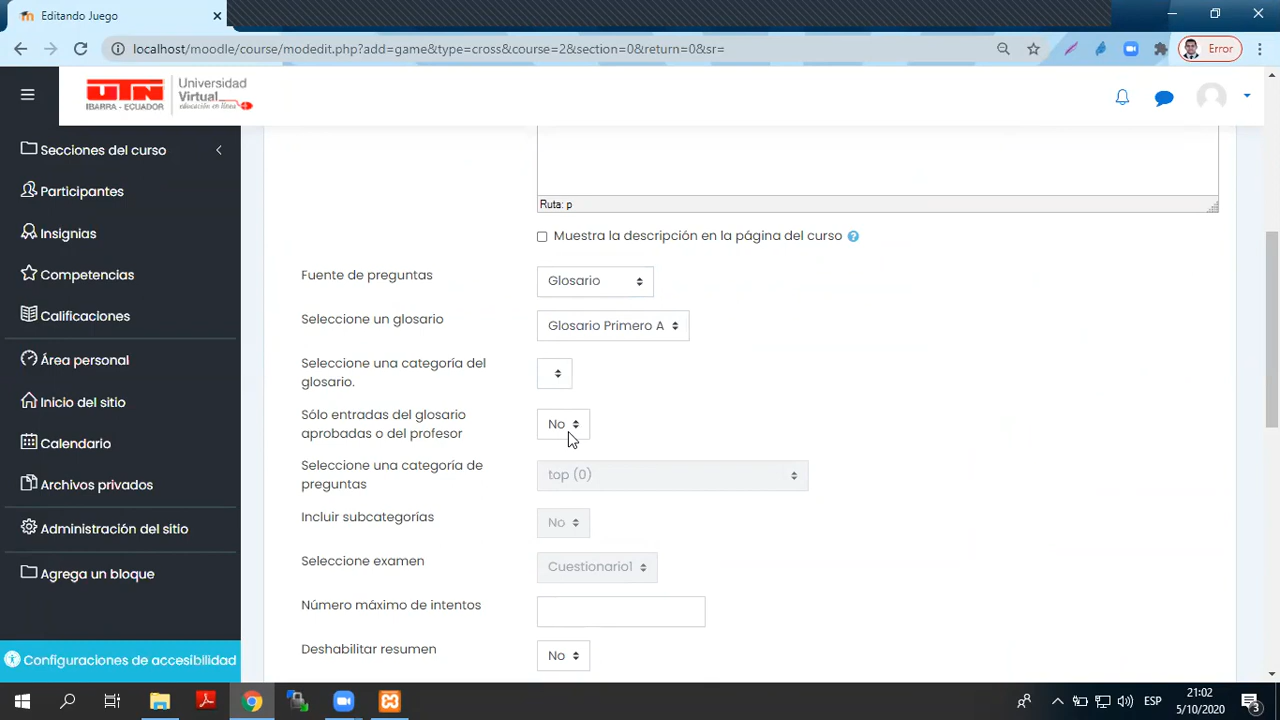 Editando Juego
localhost/moodle/course/modedit.php?add=game&type=cross&course=2&section=0&return=0&sr=
Error
UTN
IBARRA - ECUADOR
Universidad
Virtual
educación en línea
Secciones del curso
Participantes
Insignias
Competencias
Calificaciones
Área personal
Inicio del sitio
Calendario
Archivos privados
Administración del sitio
Agrega un bloque
Configuraciones de accesibilidad
Ruta: p
Muestra la descripción en la página del curso
Fuente de preguntas
Glosario
Seleccione un glosario
Glosario Primero A
Seleccione una categoría del
glosario.
Sólo entradas del glosario
aprobadas o del profesor
No
Seleccione una categoría de
preguntas
top (0)
Incluir subcategorías
No
Seleccione examen
Cuestionario1
Número máximo de intentos
Deshabilitar resumen
No
ESP
21:02
5/10/2020
3